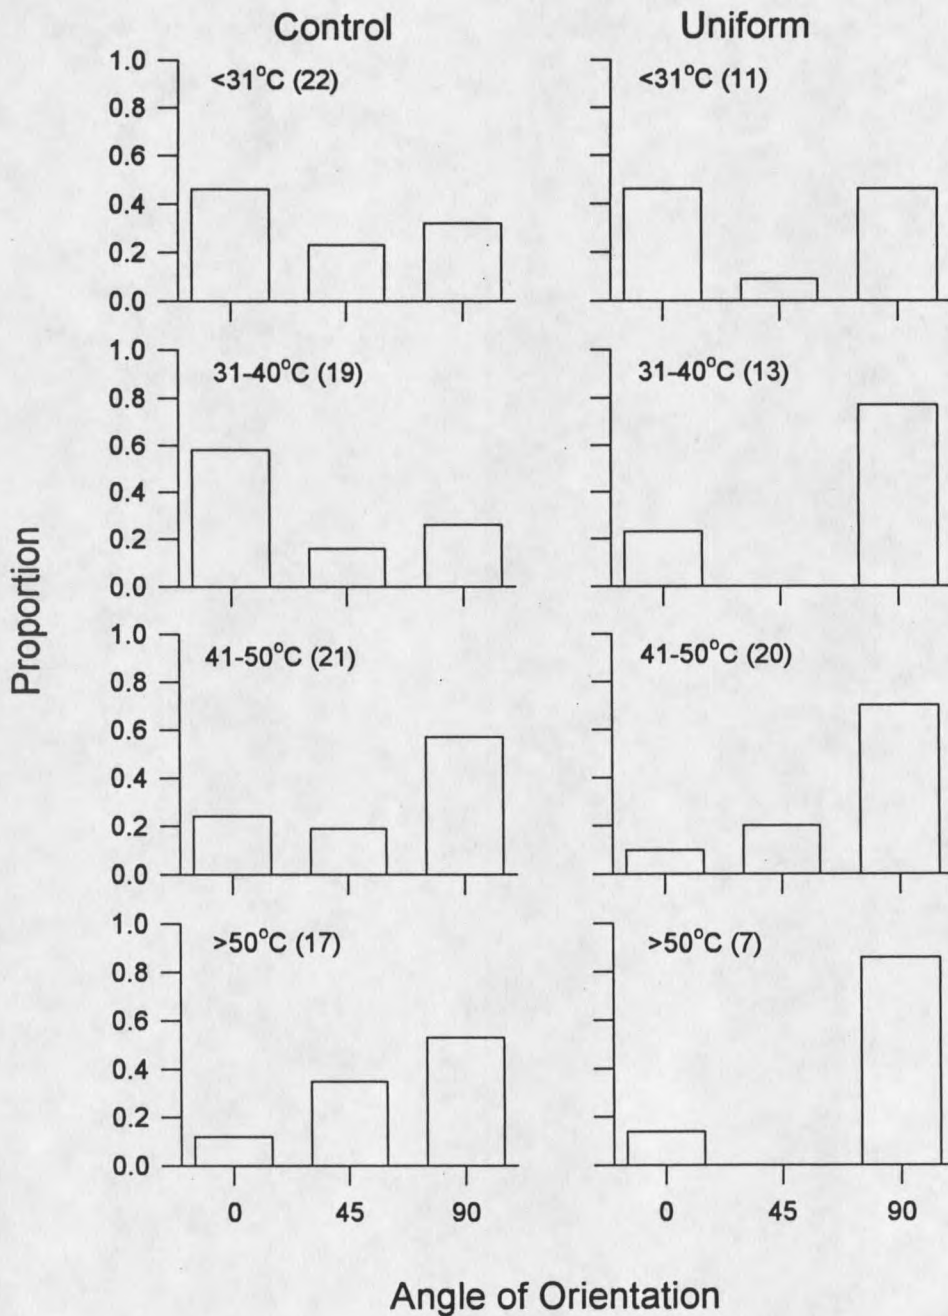 Control
Uniform
1.0
0.8
0.6
0.4
0.2
0.0
<31°C (22)
<31°C (11)
1.0
0.8
0.6
0.4
0.2
0.0
31-40°C (19)
31-40°C (13)
Proportion
1.0
0.8
0.6
0.4
0.2
0.0
41-50°C (21)
41-50°C (20)
1.0
0.8
0.6
0.4
0.2
0.0
>50°C (17)
>50°C (7)
0 45 90
0 45 90
Angle of Orientation